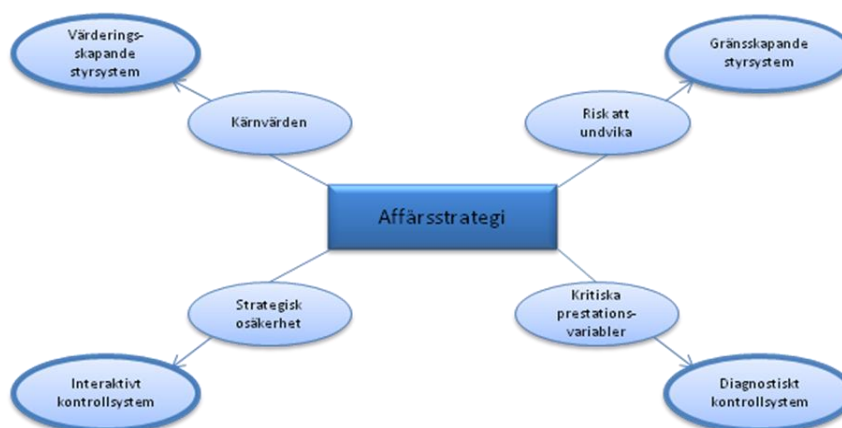 Värderings-
skapande
styrsystem
Gränsskapande
styrsystem
Kärnvärden
Risk att
undvika
Affärsstrategi
Strategisk
osäkerhet
Kritiska
prestations-
variabler
Interaktivt
kontrollsystem
Diagnostiskt
kontrollsystem